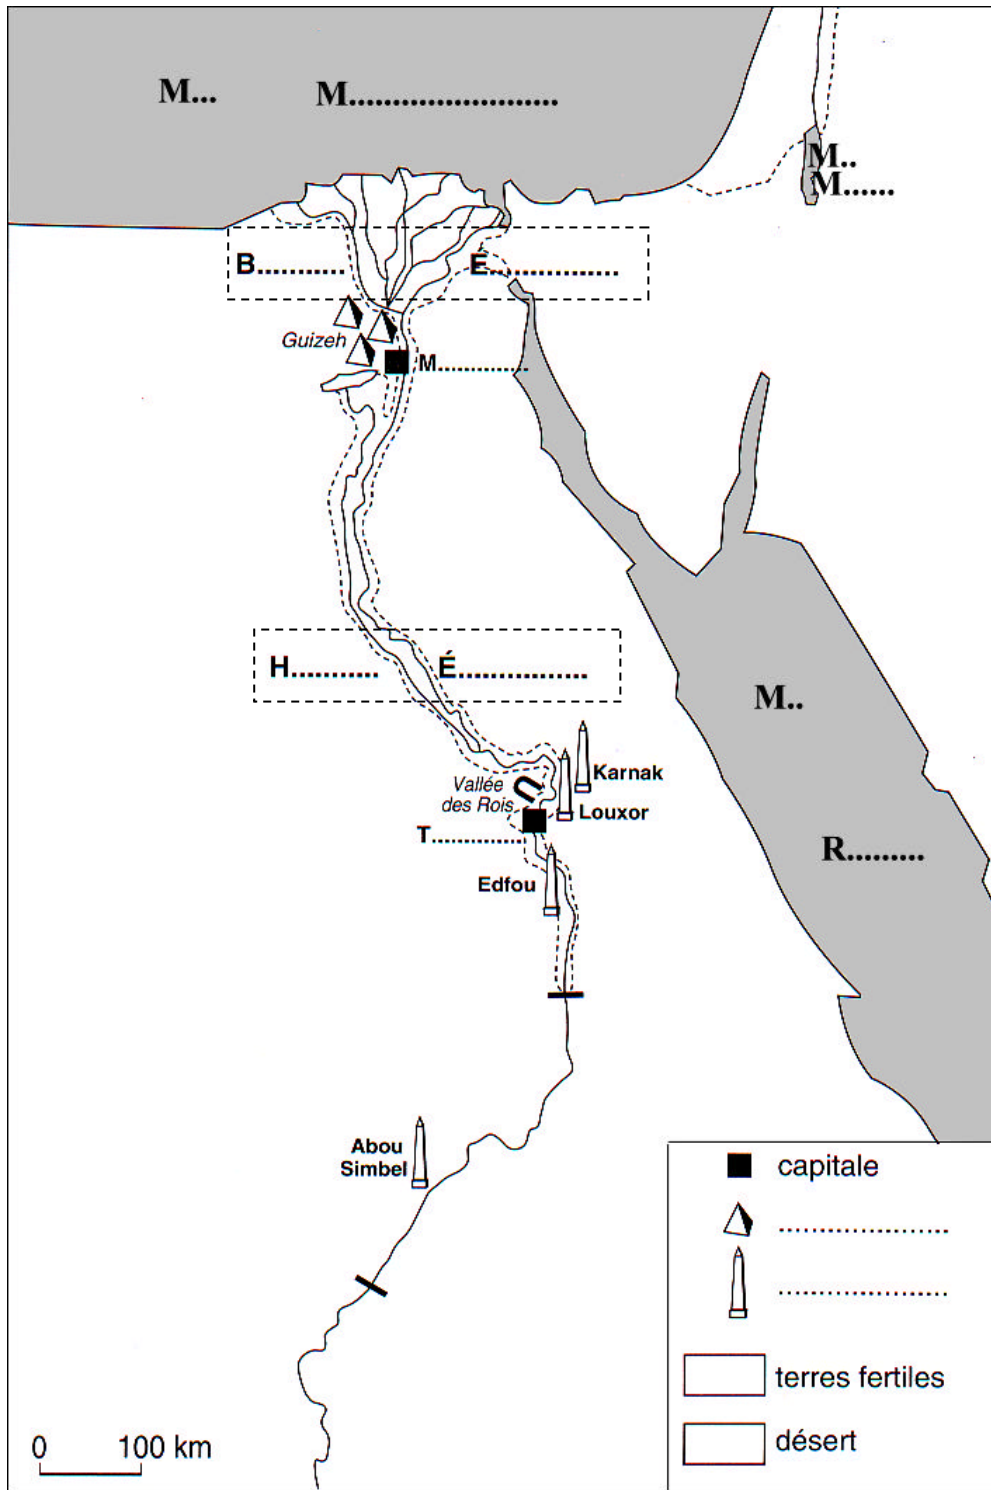 M... M........................
M..
M......
B........... É.................
Guizeh
M.............
H.......... É................
M..
Karnak
Vallée
des Rois
Louxor
T.............
R.........
Edfou
Abou
Simbel
capitale
......................
......................
terres fertiles
désert
0 100 km